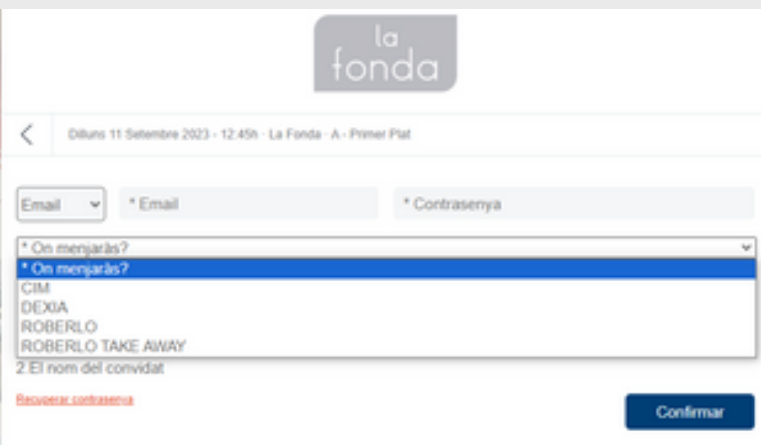 la
fonda
Dilluns 11 Setembre 2023 - 12:45h · La Fonda · A - Primer Plat
Email
* Email
* Contrasenya
* On menjaràs?
* On menjaràs?
CIM
DEXIA
ROBERLO
ROBERLO TAKE AWAY
2.El nom del convidat
Recuperar contrasenya
Confirmar